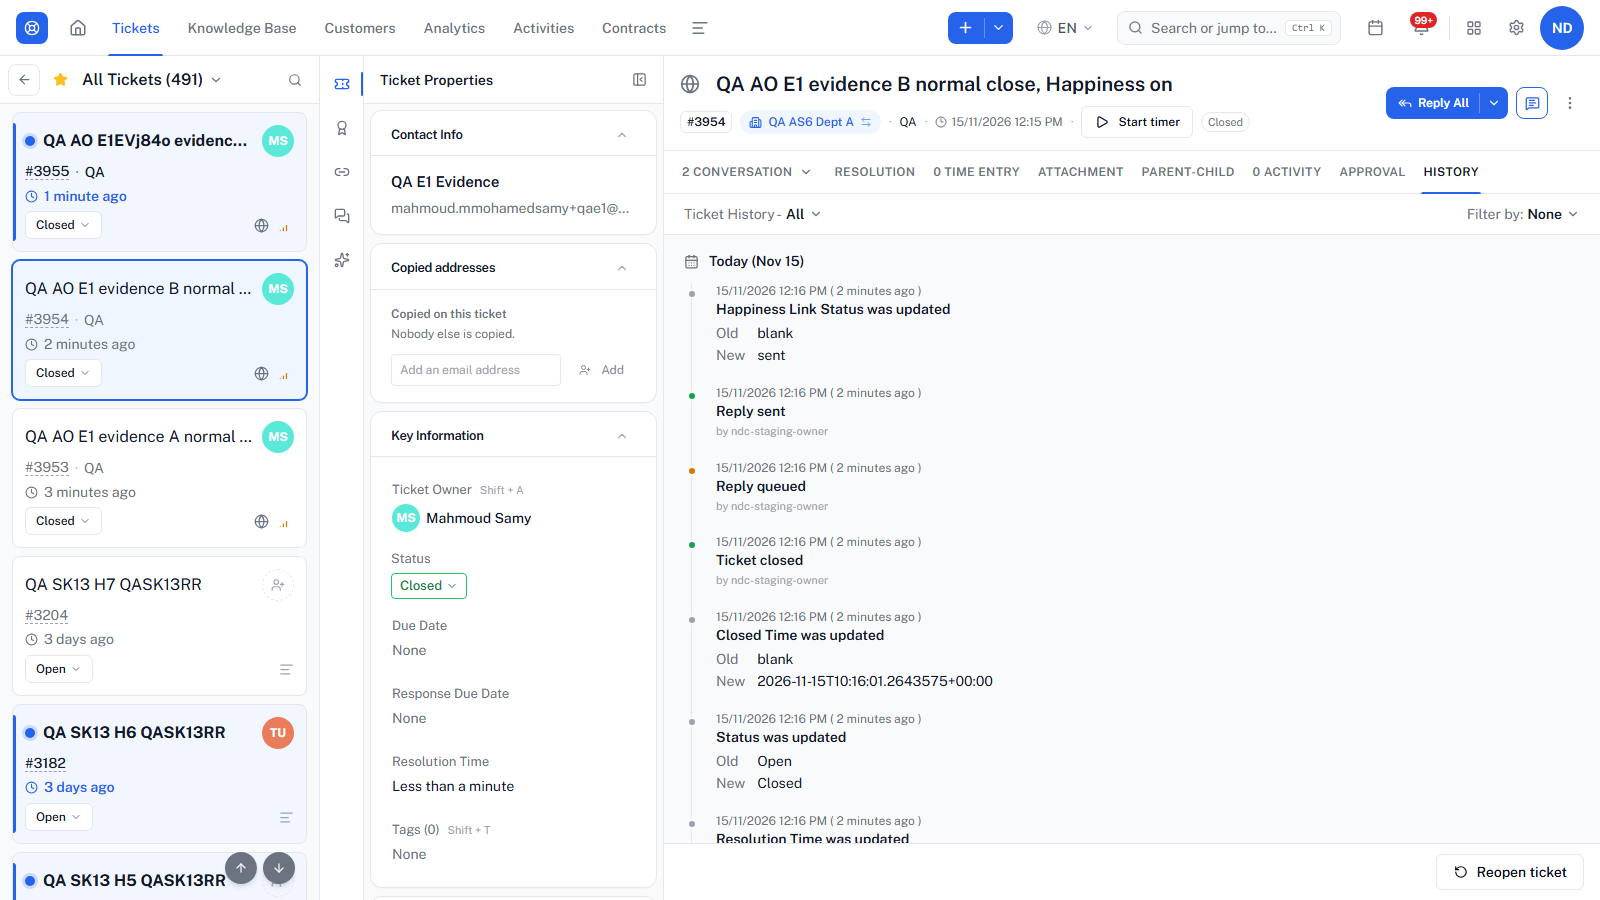 Tickets
Knowledge Base
Customers
Analytics
Activities
Contracts
EN
Search or jump to...
Ctrl K
99+
ND
All Tickets (491)
QA AO E1EVj84o evidenc...
MS
#3955 · QA
1 minute ago
Closed
QA AO E1 evidence B normal ...
MS
#3954 · QA
2 minutes ago
Closed
QA AO E1 evidence A normal ...
MS
#3953 · QA
3 minutes ago
Closed
QA SK13 H7 QASK13RR
#3204
3 days ago
Open
QA SK13 H6 QASK13RR
TU
#3182
3 days ago
Open
QA SK13 H5 QASK13RR
Ticket Properties
Contact Info
QA E1 Evidence
mahmoud.mmohamedsamy+qae1@...
Copied addresses
Copied on this ticket
Nobody else is copied.
Add an email address
Add
Key Information
Ticket Owner Shift + A
MS Mahmoud Samy
Status
Closed
Due Date
None
Response Due Date
None
Resolution Time
Less than a minute
Tags (0) Shift + T
None
QA AO E1 evidence B normal close, Happiness on
#3954
QA AS6 Dept A
· QA · 15/11/2026 12:15 PM ·
Start timer
Closed
Reply All
2 CONVERSATION
RESOLUTION
0 TIME ENTRY
ATTACHMENT
PARENT-CHILD
0 ACTIVITY
APPROVAL
HISTORY
Ticket History - All
Filter by: None
Today (Nov 15)
15/11/2026 12:16 PM ( 2 minutes ago )
Happiness Link Status was updated
Old blank
New sent
15/11/2026 12:16 PM ( 2 minutes ago )
Reply sent
by ndc-staging-owner
15/11/2026 12:16 PM ( 2 minutes ago )
Reply queued
by ndc-staging-owner
15/11/2026 12:16 PM ( 2 minutes ago )
Ticket closed
by ndc-staging-owner
15/11/2026 12:16 PM ( 2 minutes ago )
Closed Time was updated
Old blank
New 2026-11-15T10:16:01.2643575+00:00
15/11/2026 12:16 PM ( 2 minutes ago )
Status was updated
Old Open
New Closed
15/11/2026 12:16 PM ( 2 minutes ago )
Resolution Time was updated
Reopen ticket